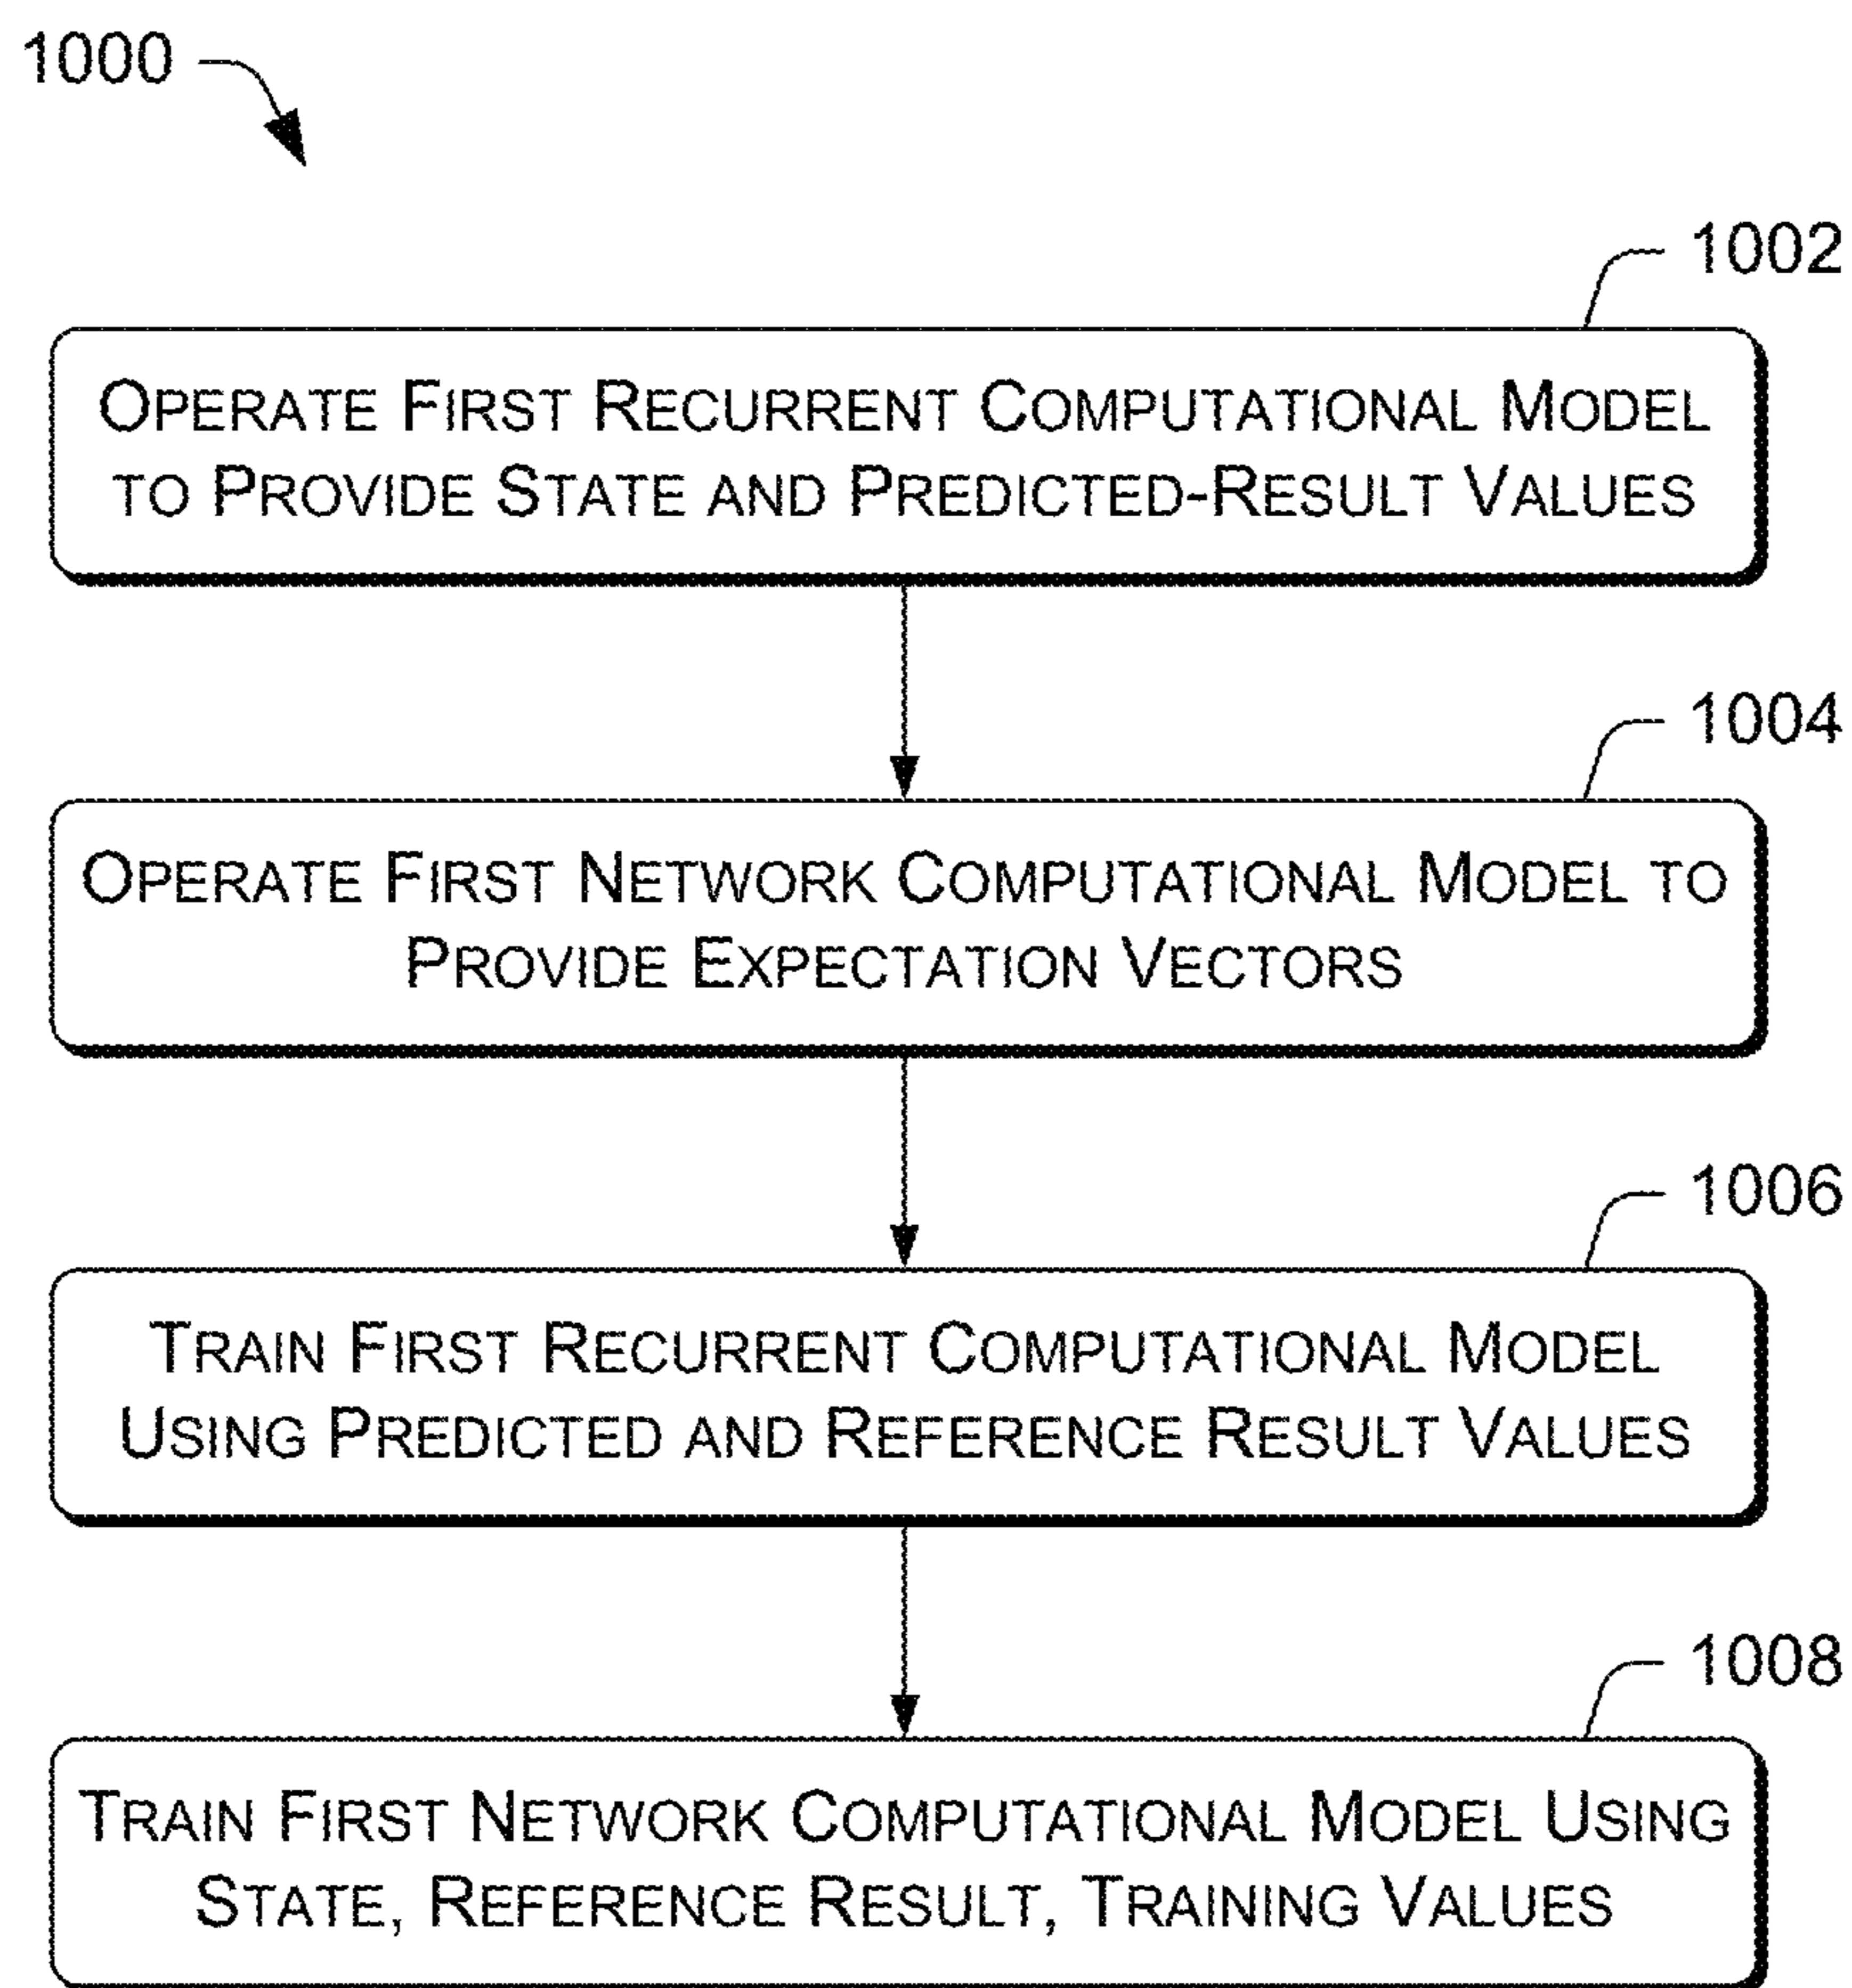 1000
1002
OPERATE FIRST RECURRENT COMPUTATIONAL MODEL
TO PROVIDE STATE AND PREDICTED-RESULT VALUES
1004
OPERATE FIRST NETWORK COMPUTATIONAL MODEL TO
PROVIDE EXPECTATION VECTORS
1006
TRAIN FIRST RECURRENT COMPUTATIONAL MODEL
USING PREDICTED AND REFERENCE RESULT VALUES
1008
TRAIN FIRST NETWORK COMPUTATIONAL MODEL USING
STATE, REFERENCE RESULT, TRAINING VALUES